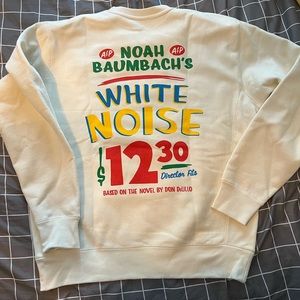 A&P NOAH A&P
BAUMBACH'S
WHITE
NOISE
$12.30
Director Fits
BASED ON THE NOVEL BY DON DELILLO